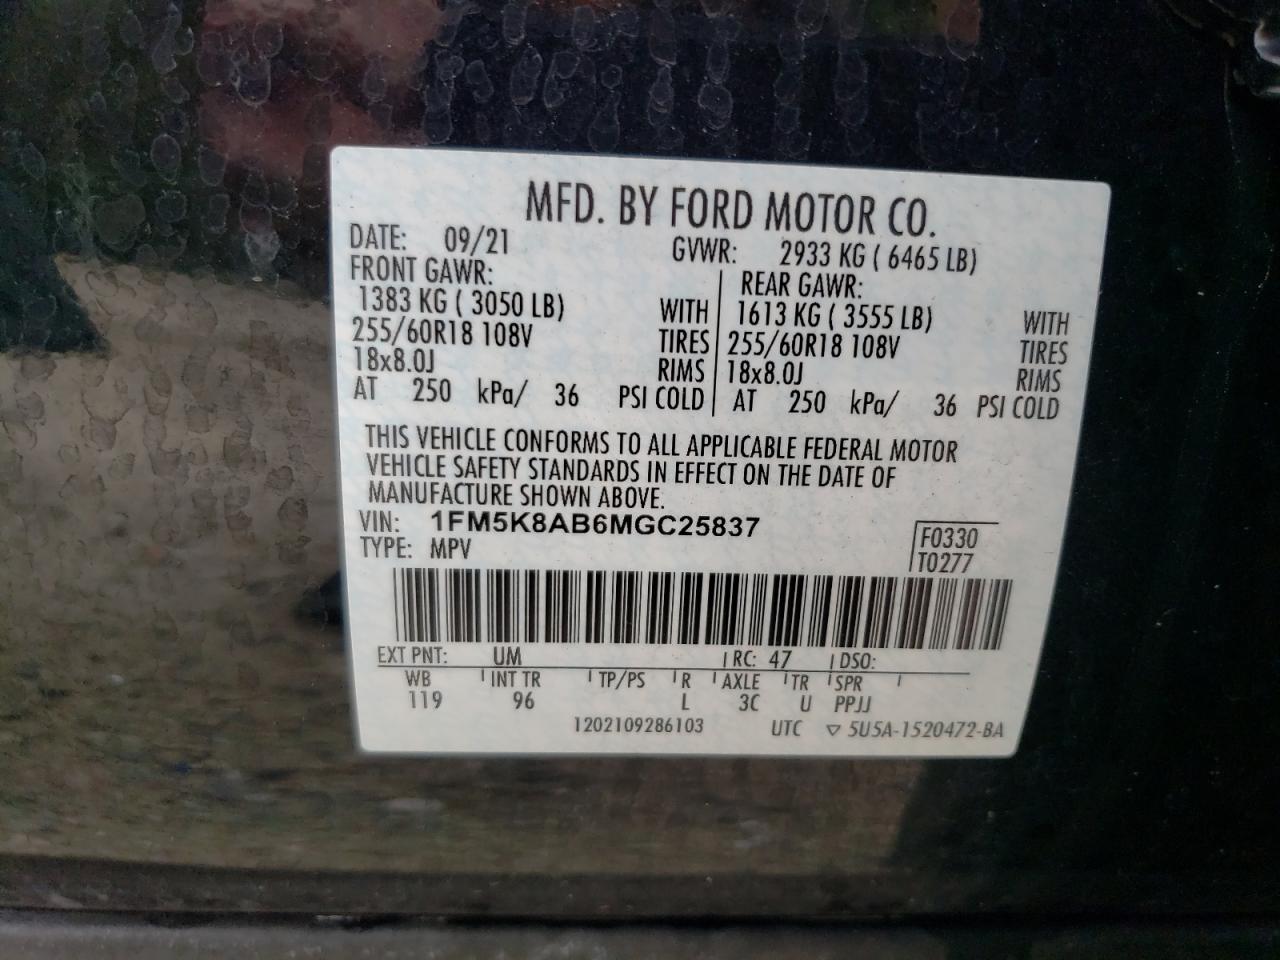 MFD. BY FORD MOTOR CO.
DATE: 09/21 GVWR: 2933 KG ( 6465 LB)
FRONT GAWR: REAR GAWR:
1383 KG ( 3050 LB) WITH 1613 KG ( 3555 LB) WITH
255/60R18 108V TIRES 255/60R18 108V TIRES
18x8.0J RIMS 18x8.0J RIMS
AT 250 kPa/ 36 PSI COLD AT 250 kPa/ 36 PSI COLD
THIS VEHICLE CONFORMS TO ALL APPLICABLE FEDERAL MOTOR
VEHICLE SAFETY STANDARDS IN EFFECT ON THE DATE OF
MANUFACTURE SHOWN ABOVE.
VIN: 1FM5K8AB6MGC25837
TYPE: MPV
F0330
T0277
EXT PNT: UM RC: 47 DSO:
WB INT TR TP/PS R AXLE TR SPR
119 96 L 3C U PPJJ
1202109286103 UTC ▽ 5U5A-1520472-BA